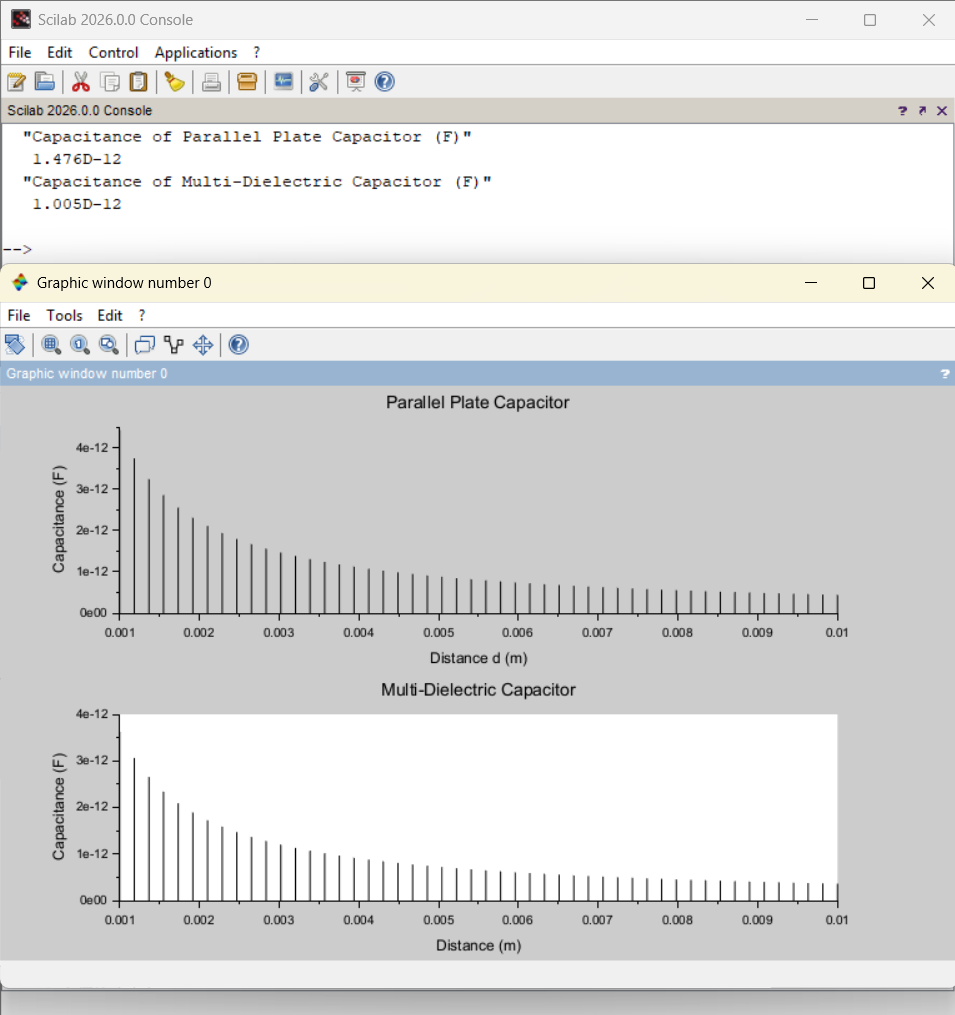 Scilab 2026.0.0 Console
File Edit Control Applications ?
Scilab 2026.0.0 Console
"Capacitance of Parallel Plate Capacitor (F)"
1.476D-12
"Capacitance of Multi-Dielectric Capacitor (F)"
1.005D-12
-->
Graphic window number 0
File Tools Edit ?
Graphic window number 0
Parallel Plate Capacitor
Capacitance (F)
4e-12
3e-12
2e-12
1e-12
0e00
0.001 0.002 0.003 0.004 0.005 0.006 0.007 0.008 0.009 0.01
Distance d (m)
Multi-Dielectric Capacitor
Capacitance (F)
4e-12
3e-12
2e-12
1e-12
0e00
0.001 0.002 0.003 0.004 0.005 0.006 0.007 0.008 0.009 0.01
Distance (m)